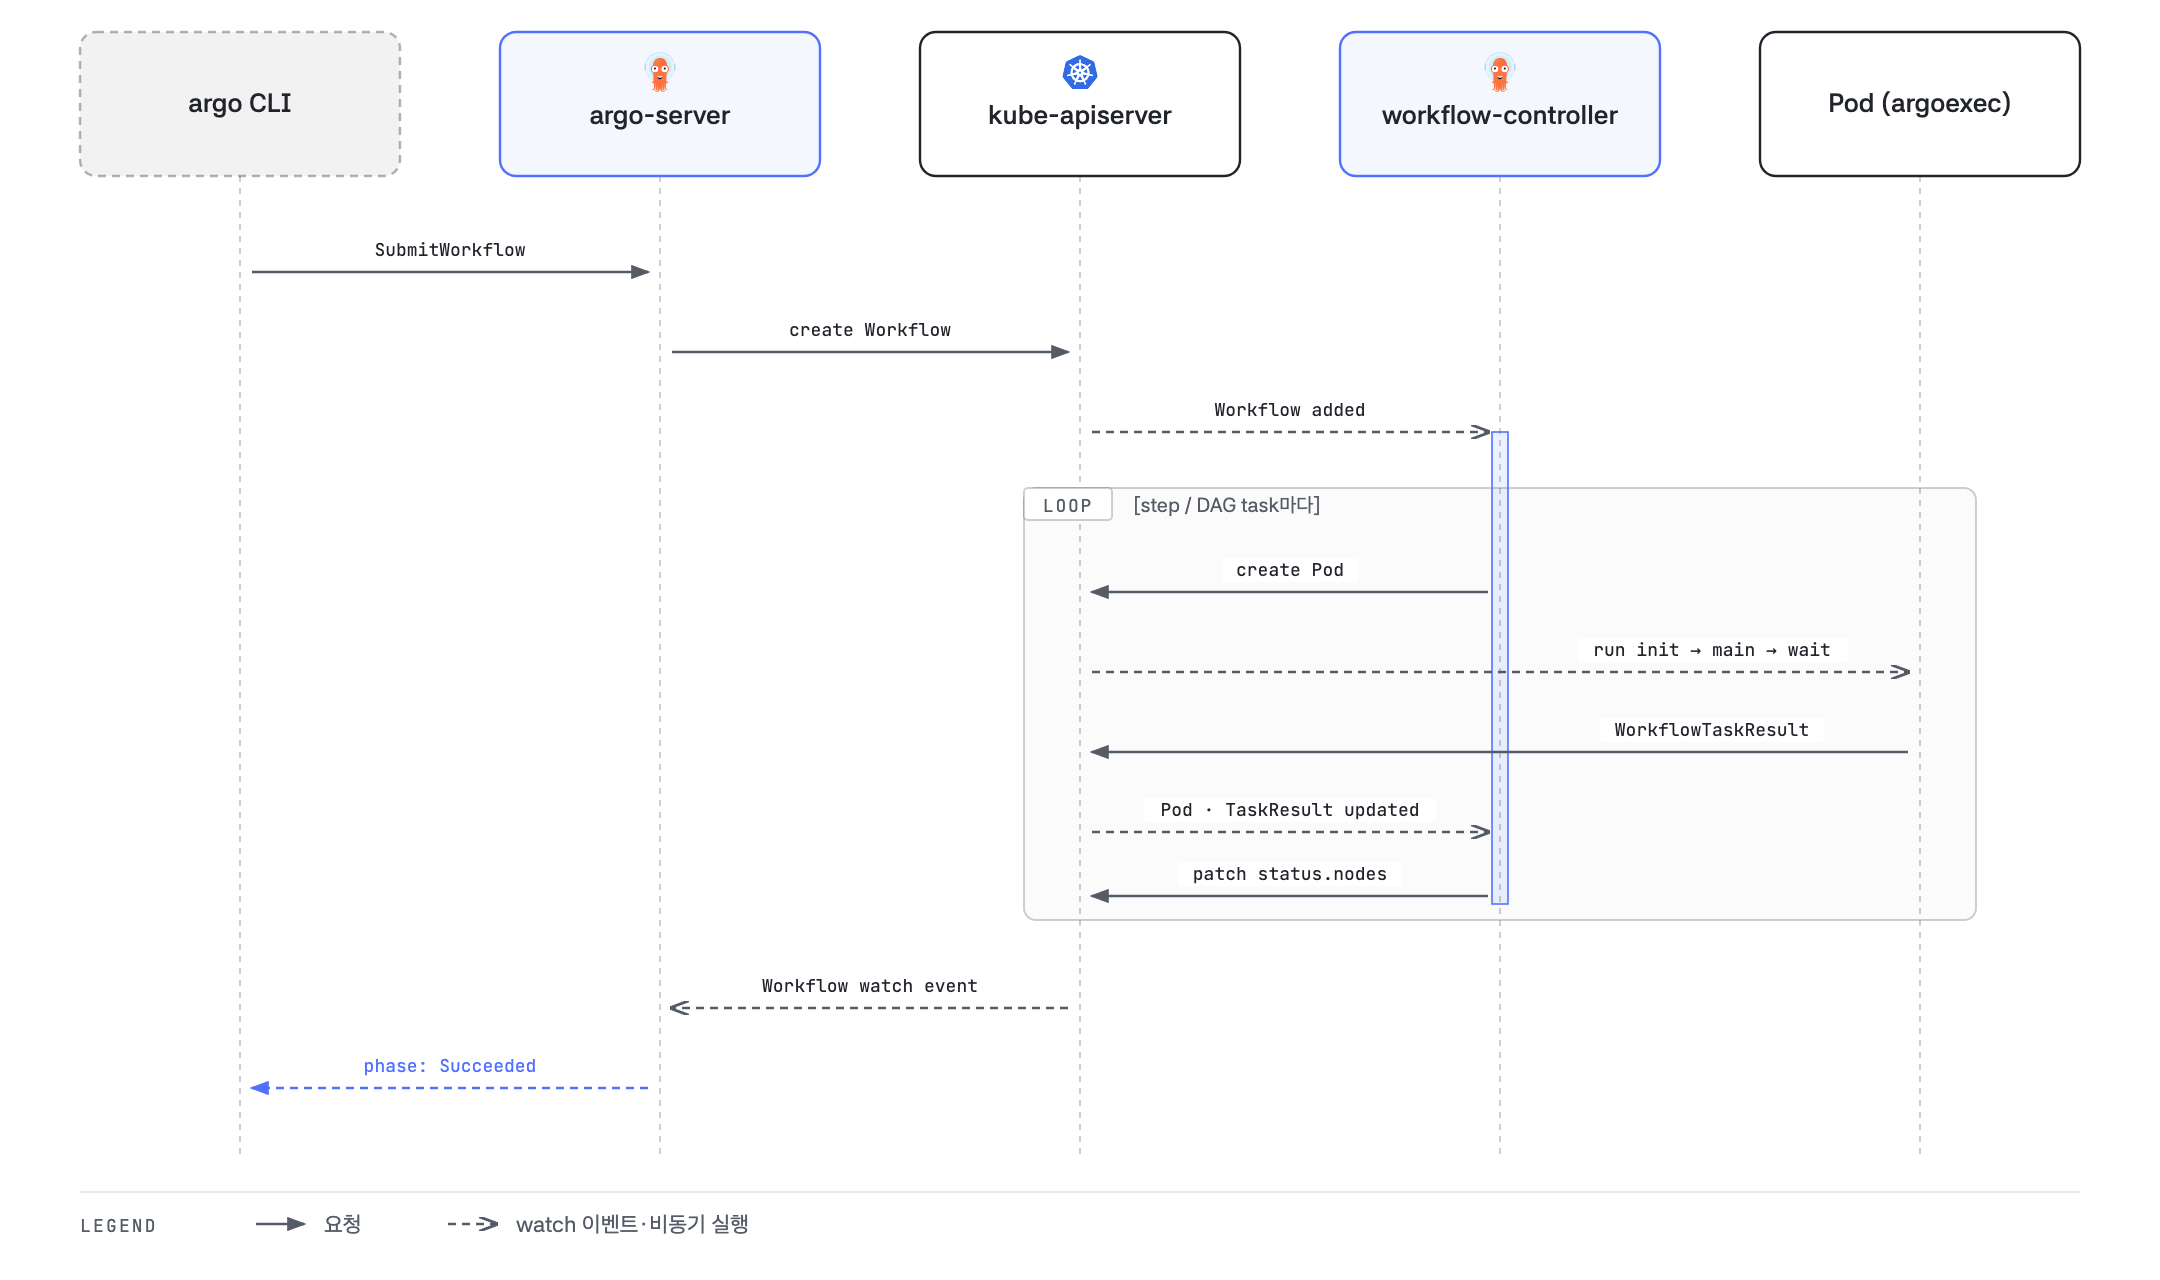 argo CLI
argo-server
kube-apiserver
workflow-controller
Pod (argoexec)
SubmitWorkflow
create Workflow
Workflow added
LOOP [step / DAG task마다]
create Pod
run init → main → wait
WorkflowTaskResult
Pod · TaskResult updated
patch status.nodes
Workflow watch event
phase: Succeeded
LEGEND 요청 watch 이벤트·비동기 실행